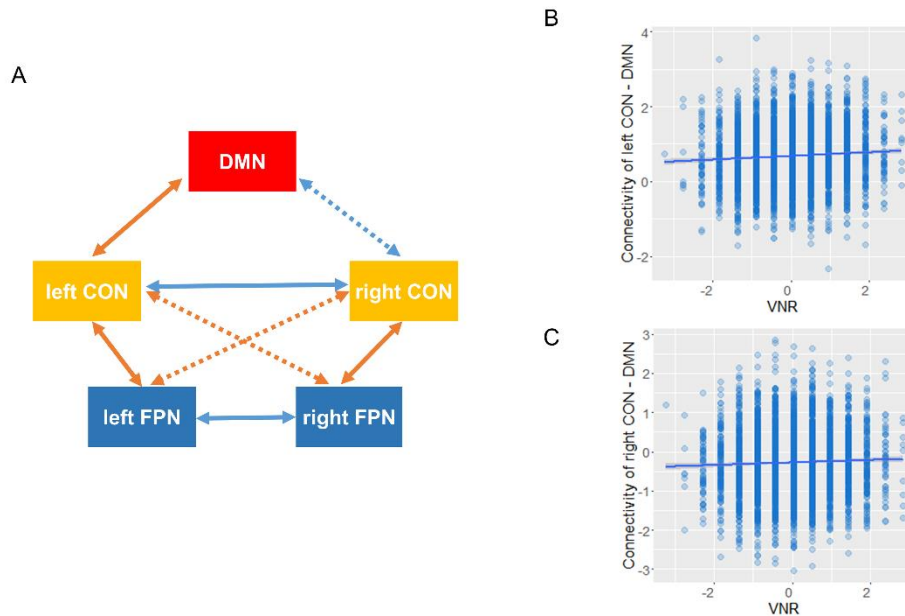 A
DMN
left CON
right CON
left FPN
right FPN
B
Connectivity of left CON - DMN
4
2
0
-2
-2
0
2
VNR
C
Connectivity of right CON - DMN
3
2
1
0
-1
-2
-3
-2
0
2
VNR